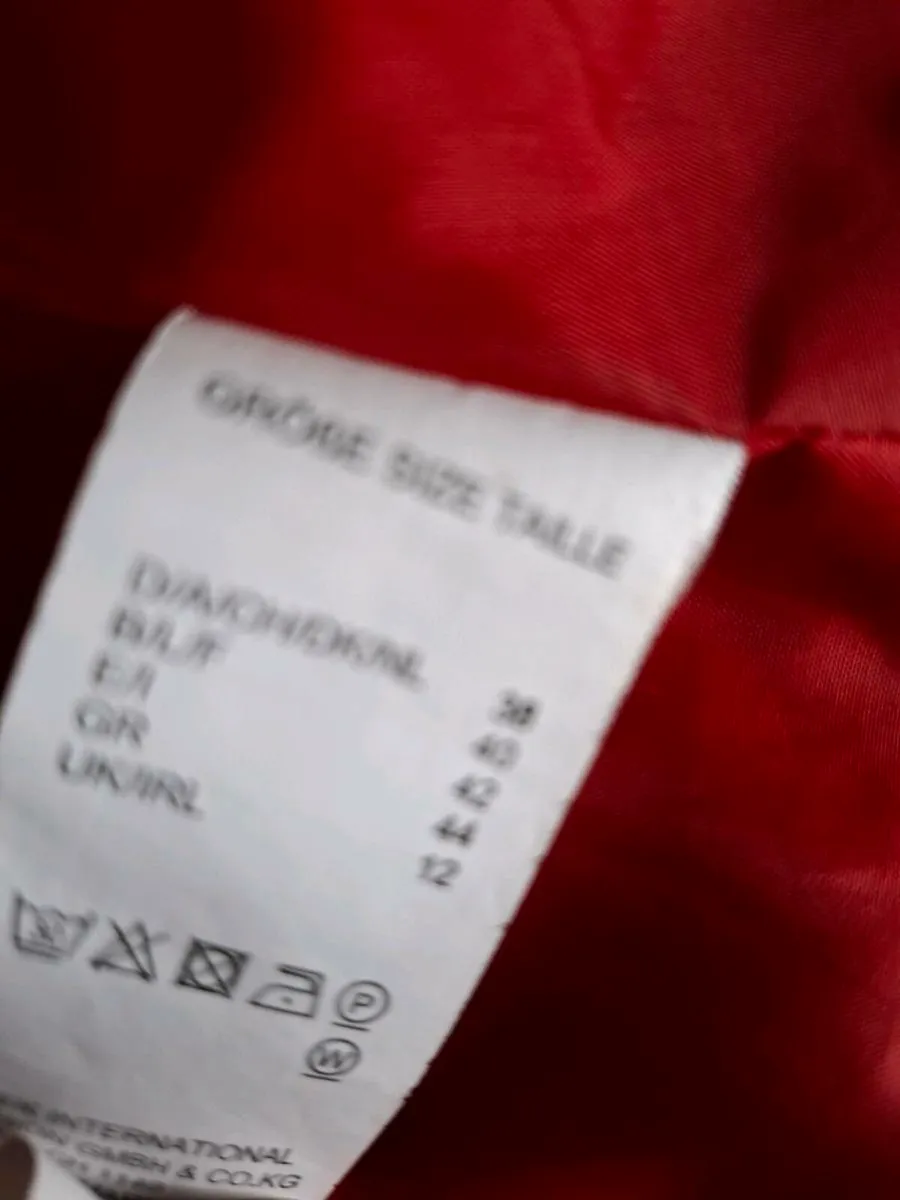 GRÖßE SIZE TAILLE
D/A/CH/DK/NL 38
B/L/F 40
E/I 42
GR 44
UK/IRL 12
P
W
INTERNATIONAL
GMBH & CO.KG